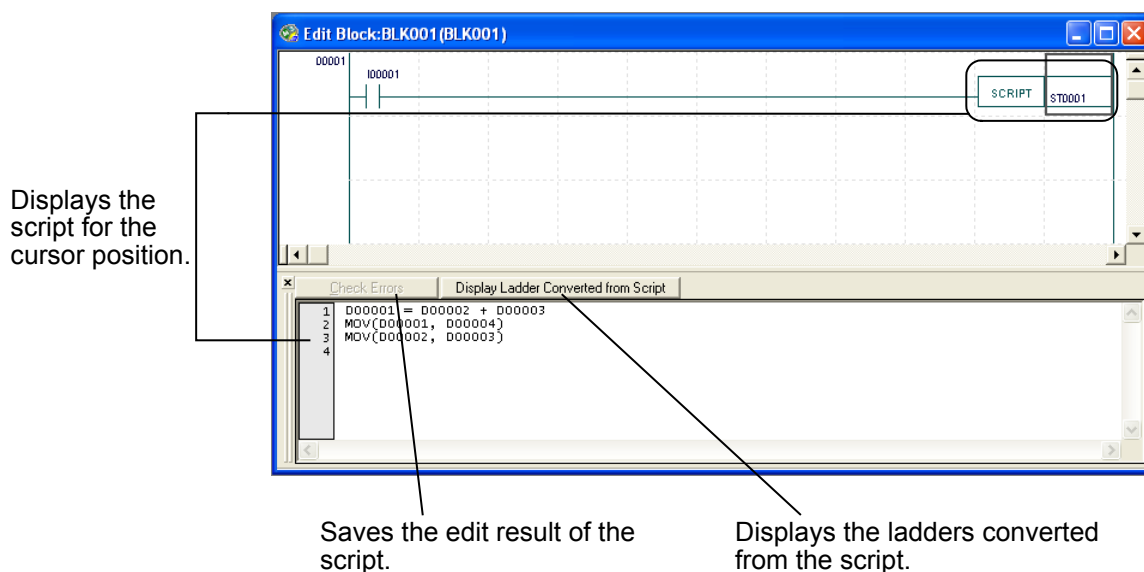 Edit Block:BLK001(BLK001)
00001
I00001
SCRIPT
ST0001
Displays the
script for the
cursor position.
Check Errors
Display Ladder Converted from Script
1 D00001 = D00002 + D00003
2 MOV(D00001, D00004)
3 MOV(D00002, D00003)
4
Saves the edit result of the
script.
Displays the ladders converted
from the script.